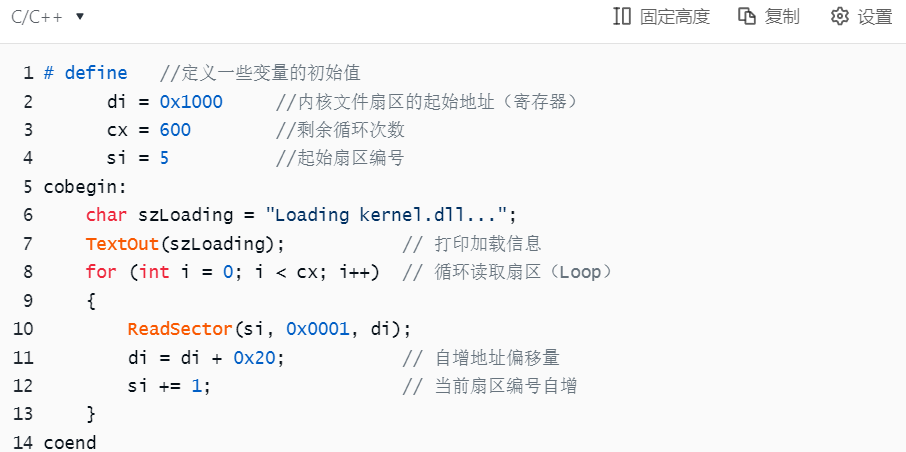 C/C++ ▼ 固定高度 复制 设置
1 # define   //定义一些变量的初始值
2       di = 0x1000     //内核文件扇区的起始地址（寄存器）
3       cx = 600        //剩余循环次数
4       si = 5          //起始扇区编号
5 cobegin:
6     char szLoading = "Loading kernel.dll...";
7     TextOut(szLoading);           // 打印加载信息
8     for (int i = 0; i < cx; i++)  // 循环读取扇区（Loop）
9     {
10         ReadSector(si, 0x0001, di);
11         di = di + 0x20;           // 自增地址偏移量
12         si += 1;                  // 当前扇区编号自增
13     }
14 coend